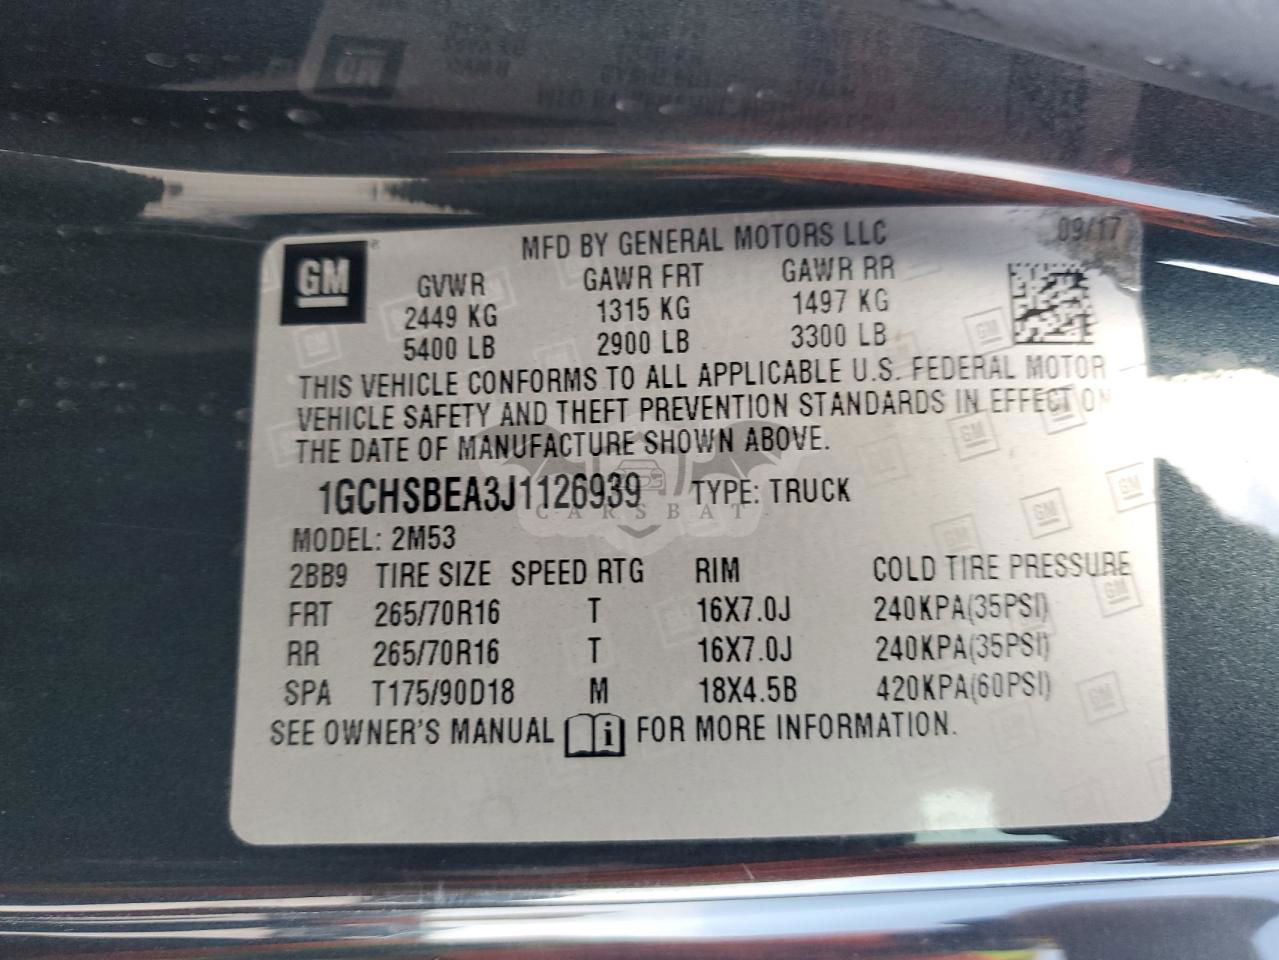 GM
MFD BY GENERAL MOTORS LLC 09/17
GVWR GAWR FRT GAWR RR
2449 KG 1315 KG 1497 KG
5400 LB 2900 LB 3300 LB
THIS VEHICLE CONFORMS TO ALL APPLICABLE U.S. FEDERAL MOTOR
VEHICLE SAFETY AND THEFT PREVENTION STANDARDS IN EFFECT ON
THE DATE OF MANUFACTURE SHOWN ABOVE.
1GCHSBEA3J1126939 TYPE: TRUCK
CARSBAT
MODEL: 2M53
2BB9 TIRE SIZE SPEED RTG RIM COLD TIRE PRESSURE
FRT 265/70R16 T 16X7.0J 240KPA(35PSI)
RR 265/70R16 T 16X7.0J 240KPA(35PSI)
SPA T175/90D18 M 18X4.5B 420KPA(60PSI)
SEE OWNER'S MANUAL i FOR MORE INFORMATION.